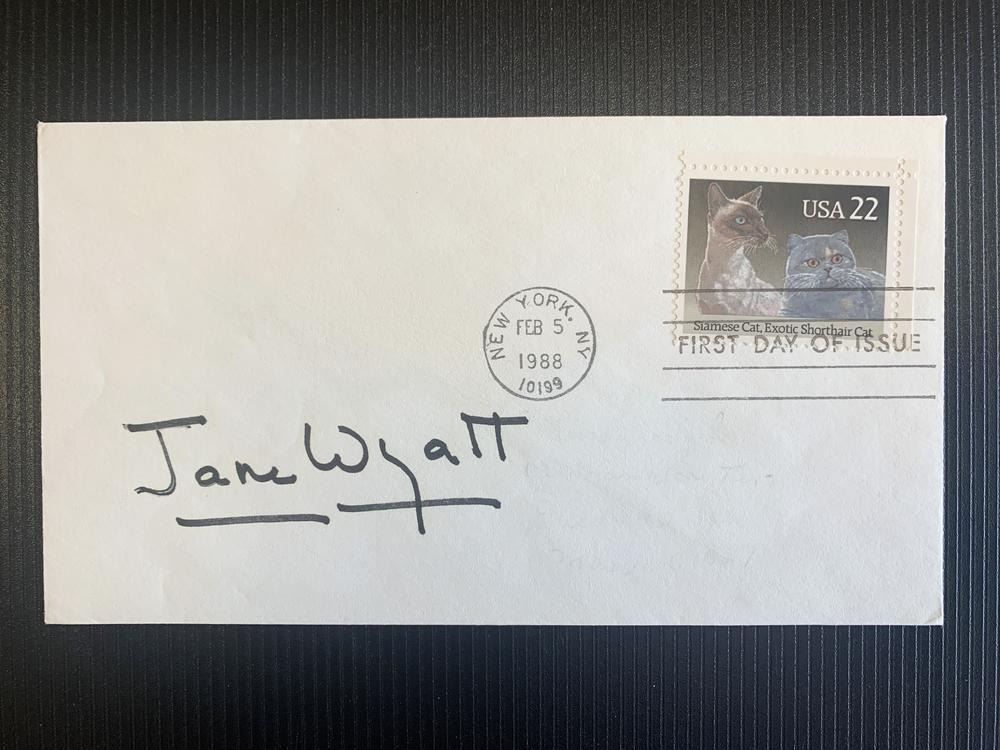 USA 22
Siamese Cat, Exotic Shorthair Cat
FIRST DAY OF ISSUE
NEW YORK, NY
FEB 5
1988
10199
Jane Wyatt